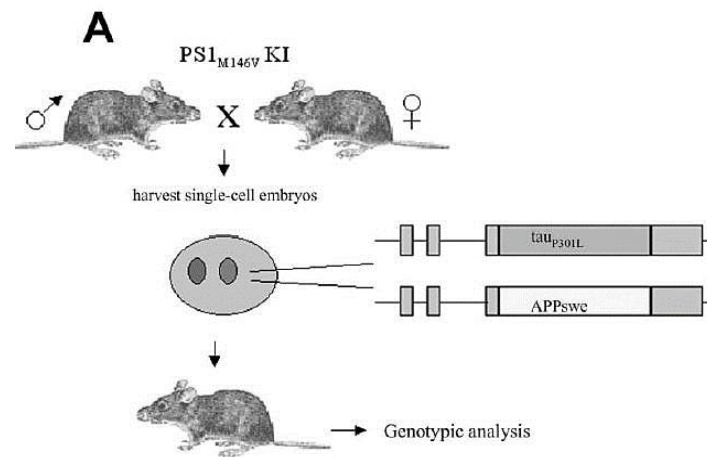 A
PS1M146V KI
♂ X ♀
harvest single-cell embryos
tauP301L
APPswe
Genotypic analysis